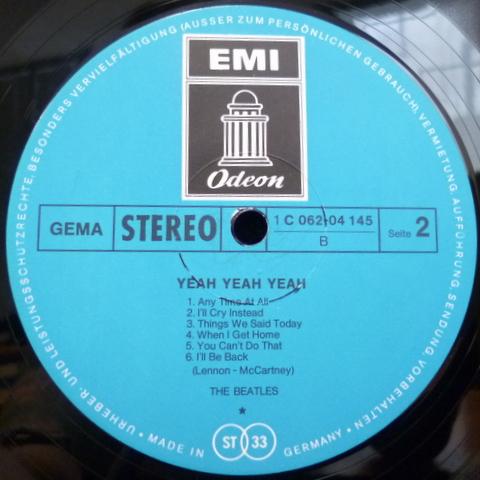 EMI
Odeon
GEMA STEREO 1 C 062-04 145 B Seite 2
YEAH YEAH YEAH
1. Any Time At All
2. I'll Cry Instead
3. Things We Said Today
4. When I Get Home
5. You Can't Do That
6. I'll Be Back
(Lennon - McCartney)
THE BEATLES
*
ST 33
URHEBER- UND LEISTUNGSSCHUTZRECHTE, BESONDERS VERVIELFÄLTIGUNG (AUSSER ZUM PERSÖNLICHEN GEBRAUCH), VERMIETUNG, AUFFÜHRUNG, SENDUNG, VORBEHALTEN •
• MADE IN GERMANY •